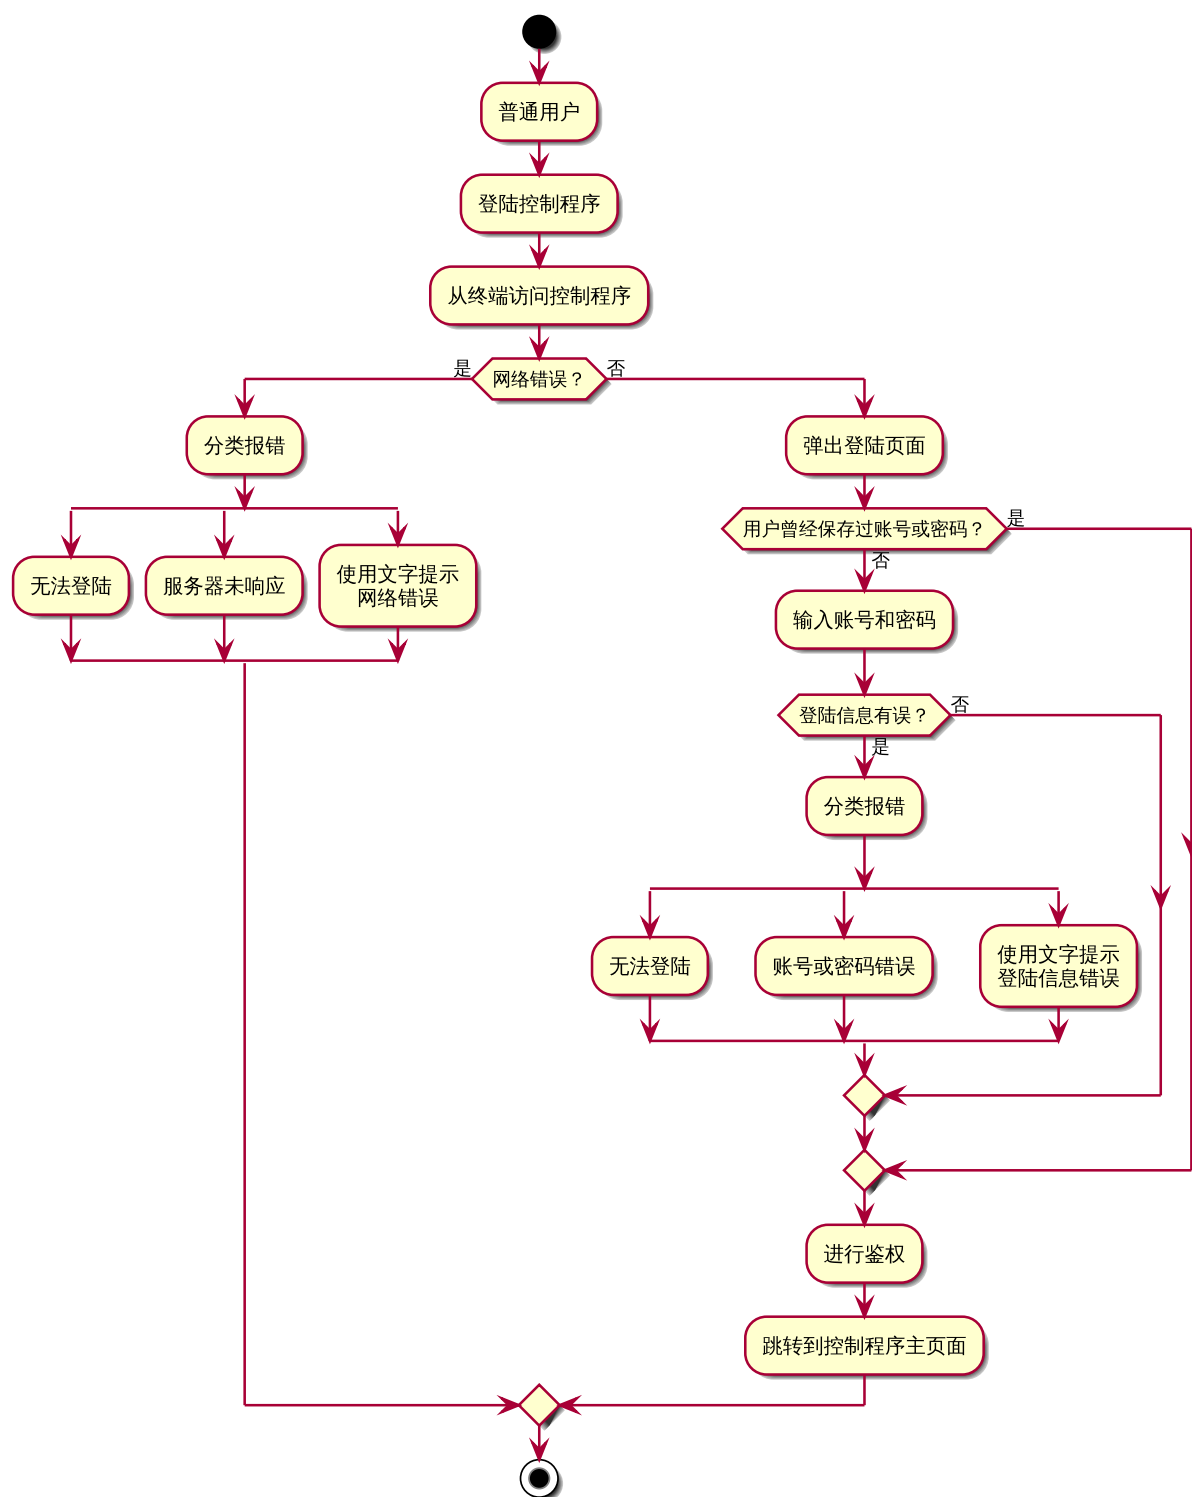 普通用户
登陆控制程序
从终端访问控制程序
是
网络错误？
否
分类报错
弹出登陆页面
用户曾经保存过账号或密码？
是
否
无法登陆
服务器未响应
使用文字提示
网络错误
输入账号和密码
登陆信息有误？
否
是
分类报错
无法登陆
账号或密码错误
使用文字提示
登陆信息错误
进行鉴权
跳转到控制程序主页面